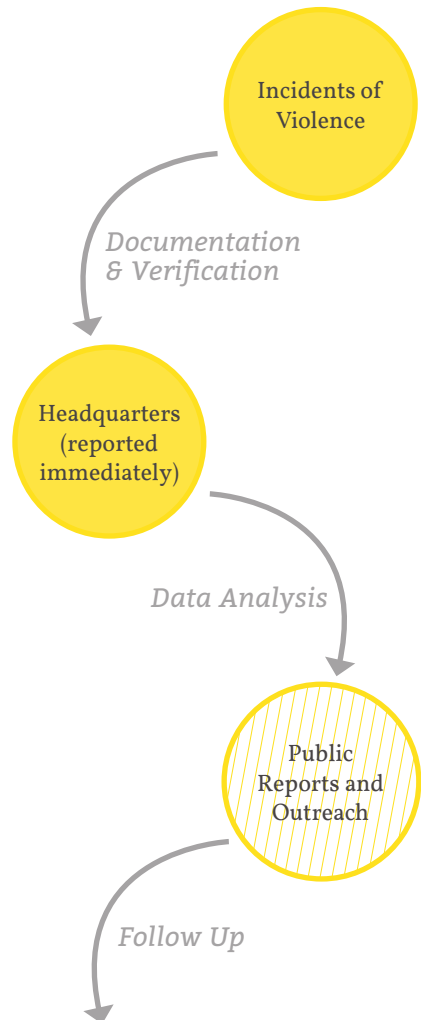 Incidents of
Violence
Documentation
& Verification
Headquarters
(reported
immediately)
Data Analysis
Public
Reports and
Outreach
Follow Up